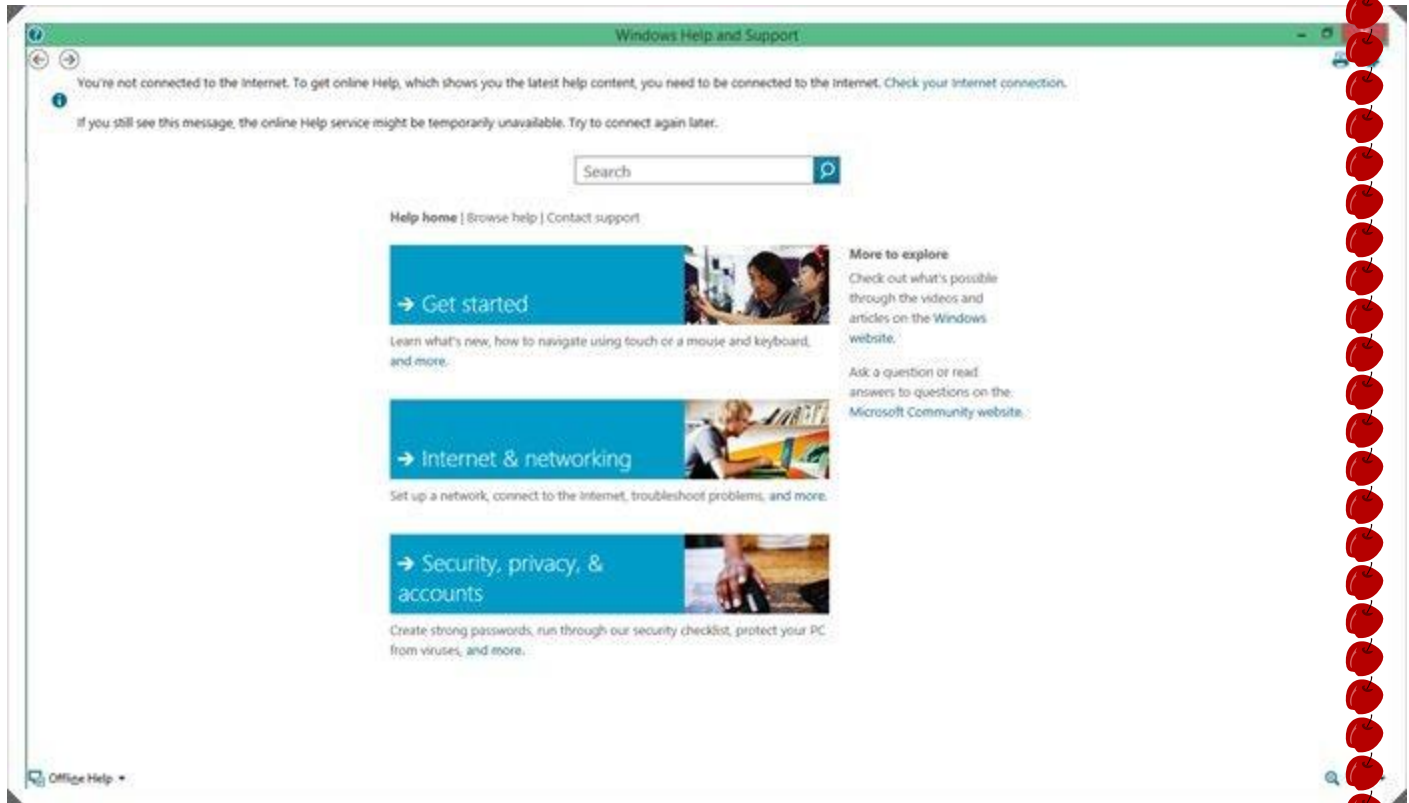 Windows Help and Support
You're not connected to the Internet. To get online Help, which shows you the latest help content, you need to be connected to the Internet. Check your Internet connection.
If you still see this message, the online Help service might be temporarily unavailable. Try to connect again later.
Search
Help home | Browse help | Contact support
→ Get started
Learn what's new, how to navigate using touch or a mouse and keyboard,
and more.
More to explore
Check out what's possible
through the videos and
articles on the Windows
website.
Ask a question or read
answers to questions on the
Microsoft Community website.
→ Internet & networking
Set up a network, connect to the Internet, troubleshoot problems, and more.
→ Security, privacy, &
accounts
Create strong passwords, run through our security checklist, protect your PC
from viruses, and more.
Offline Help